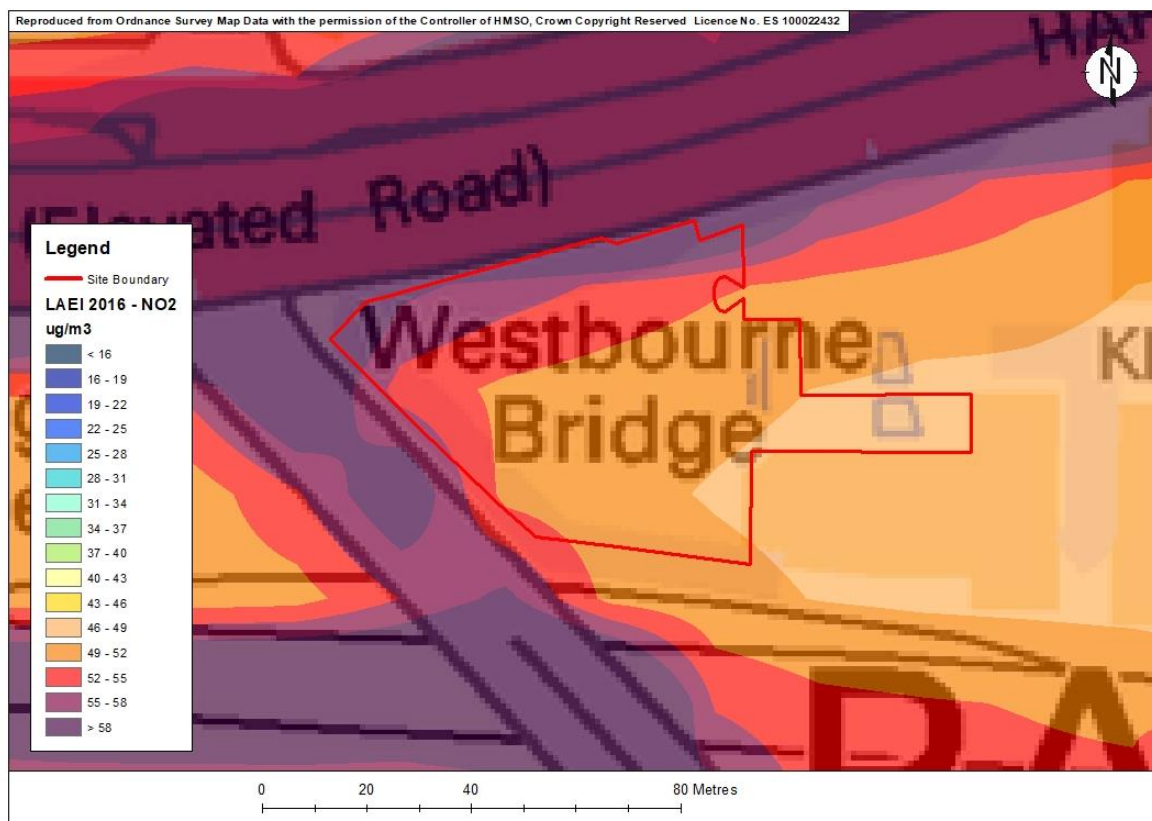 Reproduced from Ordnance Survey Map Data with the permission of the Controller of HMSO, Crown Copyright Reserved Licence No. ES 100022432
N
(Elevated Road)
Legend
Site Boundary
LAEI 2016 - NO2
ug/m3
< 16
16 - 19
19 - 22
22 - 25
25 - 28
28 - 31
31 - 34
34 - 37
37 - 40
40 - 43
43 - 46
46 - 49
49 - 52
52 - 55
55 - 58
> 58
Westbourne
Bridge
0 20 40 80 Metres